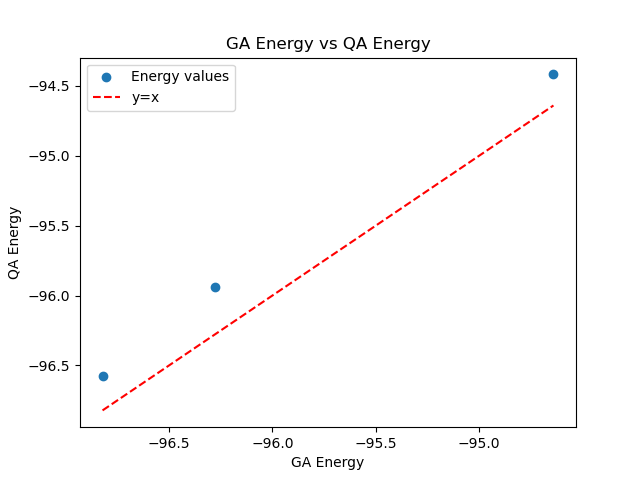 GA Energy vs QA Energy
Energy values
y=x
−94.5
−95.0
−95.5
−96.0
−96.5
QA Energy
−96.5
−96.0
−95.5
−95.0
GA Energy